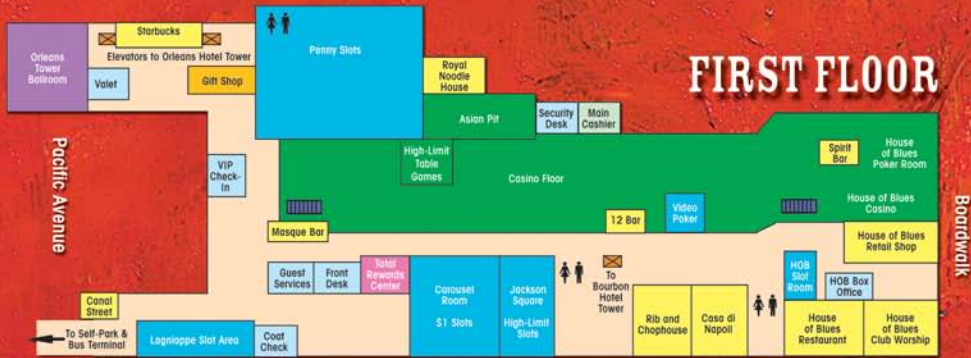 FIRST FLOOR
Starbucks
Orleans
Tower
Ballroom
Elevators to Orleans Hotel Tower
Valet
Gift Shop
Penny Slots
Royal
Noodle
House
Asian Pit
Security
Desk
Main
Cashier
High-Limit
Table
Games
Casino Floor
Spirit
Bar
House
of Blues
Poker Room
House of Blues
Casino
Pacific Avenue
VIP
Check-
In
Video
Poker
12 Bar
Masque Bar
Boardwalk
House of Blues
Retail Shop
Guest
Services
Front
Desk
Total
Rewards
Center
Carousel
Room
$1 Slots
Jackson
Square
High-Limit
Slots
To
Bourbon
Hotel
Tower
HOB
Slot
Room
HOB Box
Office
Canal
Street
To Self-Park &
Bus Terminal
Lagniappe Slot Area
Coat
Check
Rib and
Chophouse
Casa di
Napoli
House
of Blues
Restaurant
House of
Blues
Club Worship